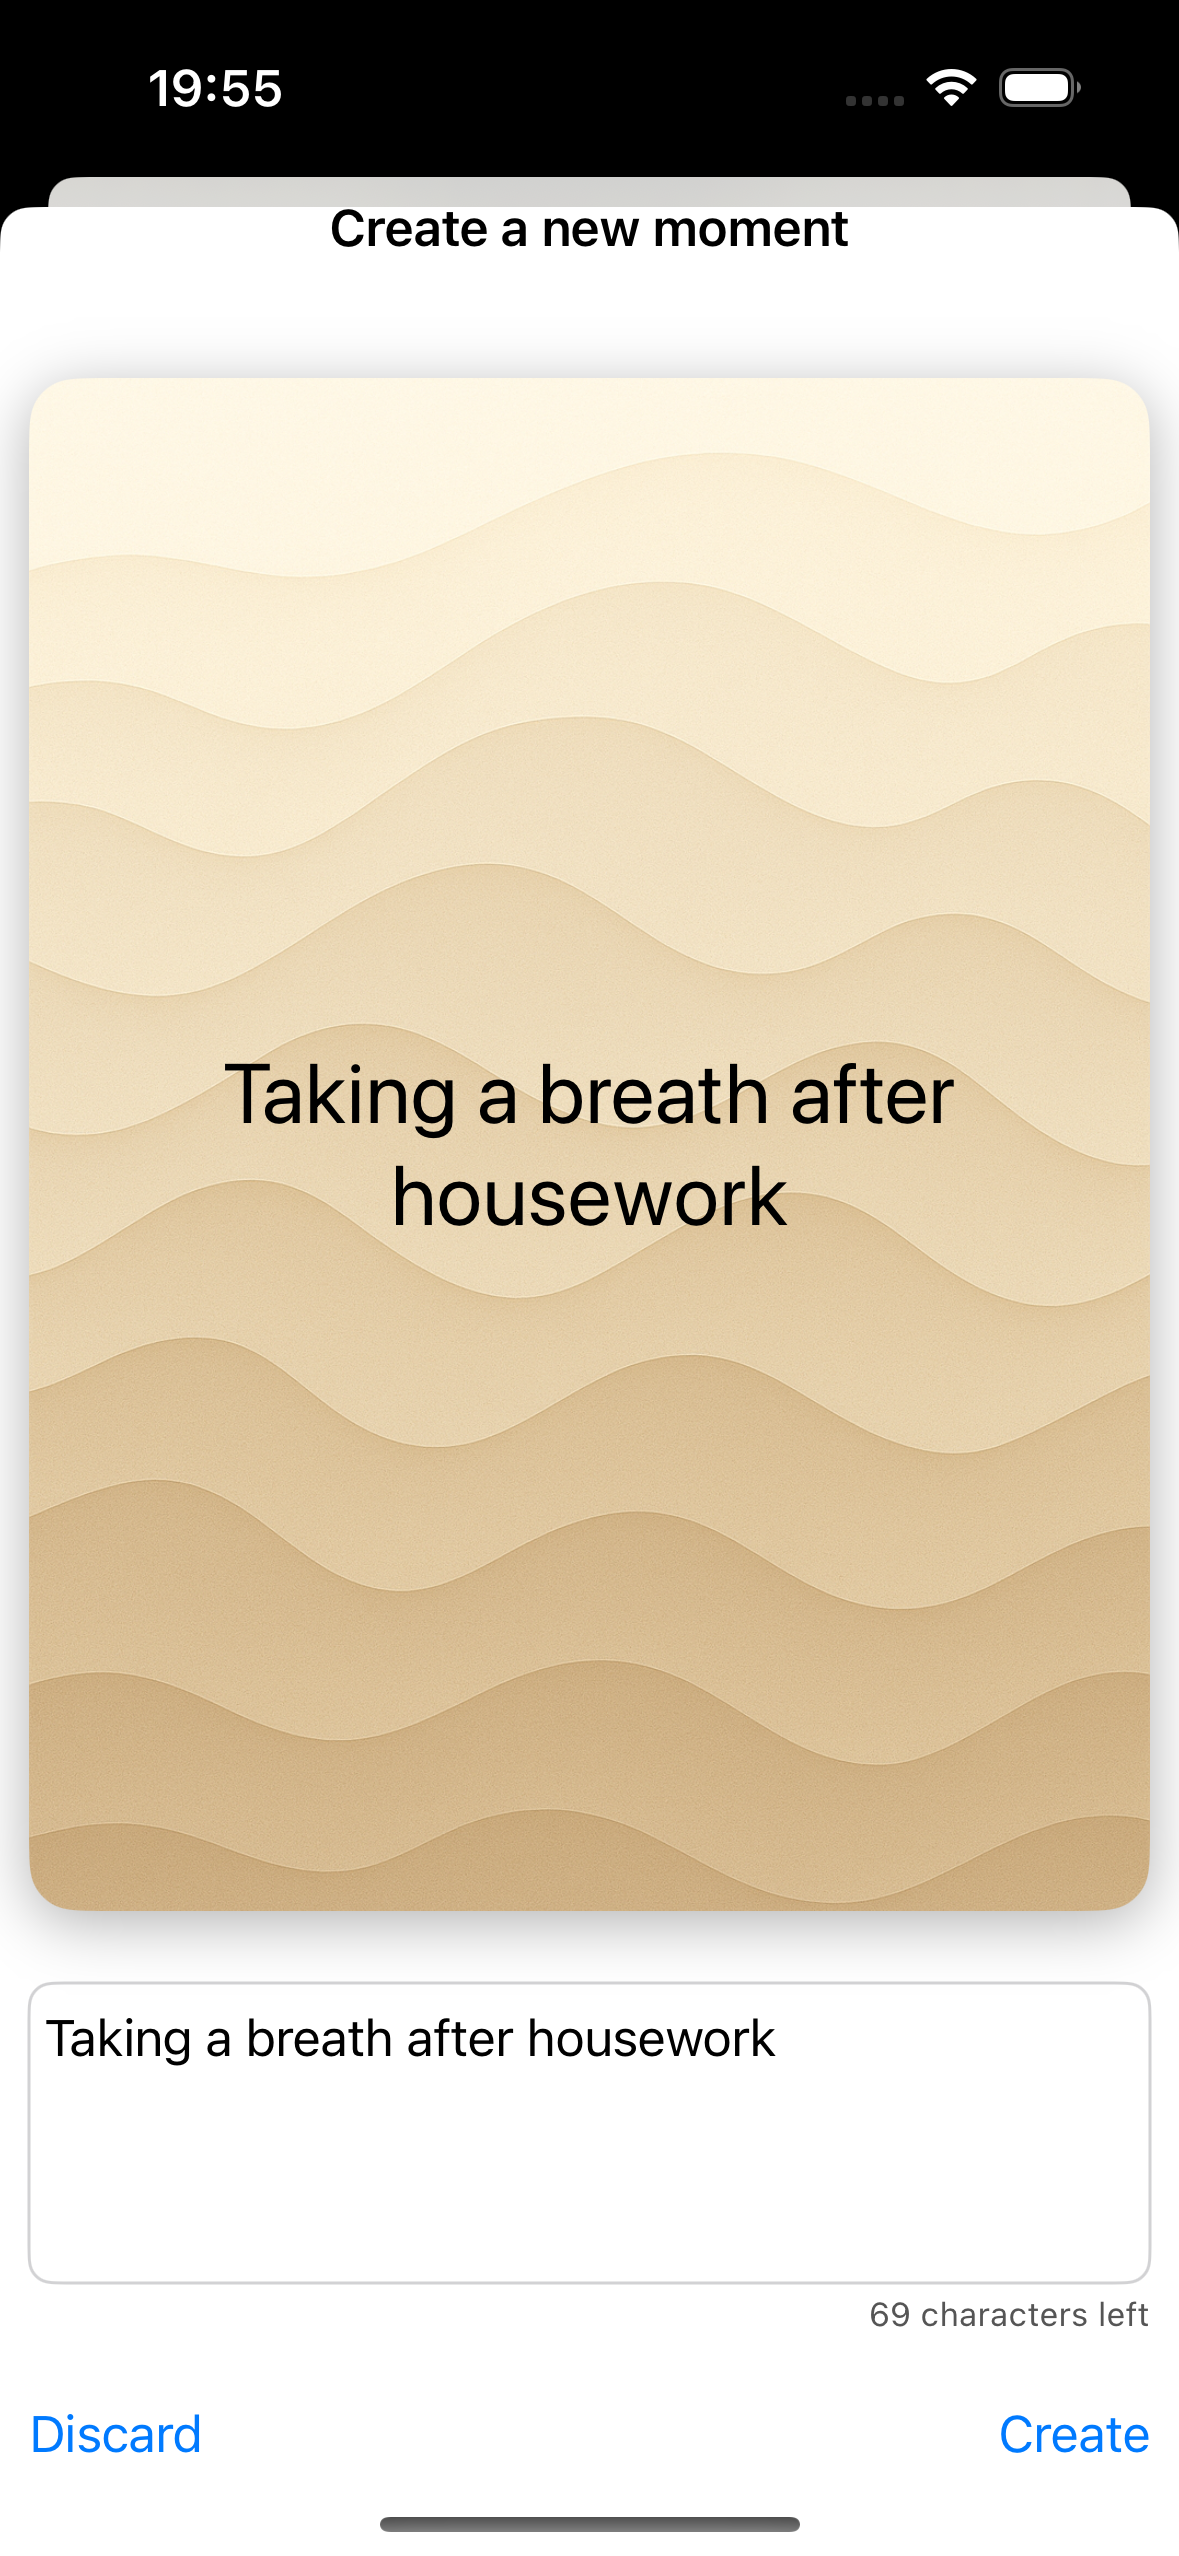 19:55
Create a new moment
Taking a breath after
housework
Taking a breath after housework
69 characters left
Discard
Create